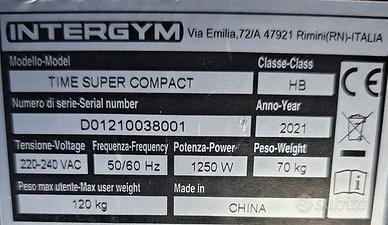 INTERGYM Via Emilia,72/A 47921 Rimini(RN)-ITALIA
Modello-Model Classe-Class
TIME SUPER COMPACT HB
Numero di serie-Serial number Anno-Year
D01210038001 2021
Tensione-Voltage Frequenza-Frequency Potenza-Power Peso-Weight
220-240 VAC 50/60 Hz 1250 W 70 kg
Peso max utente-Max user weight Made in
120 kg CHINA
CE
i
subito